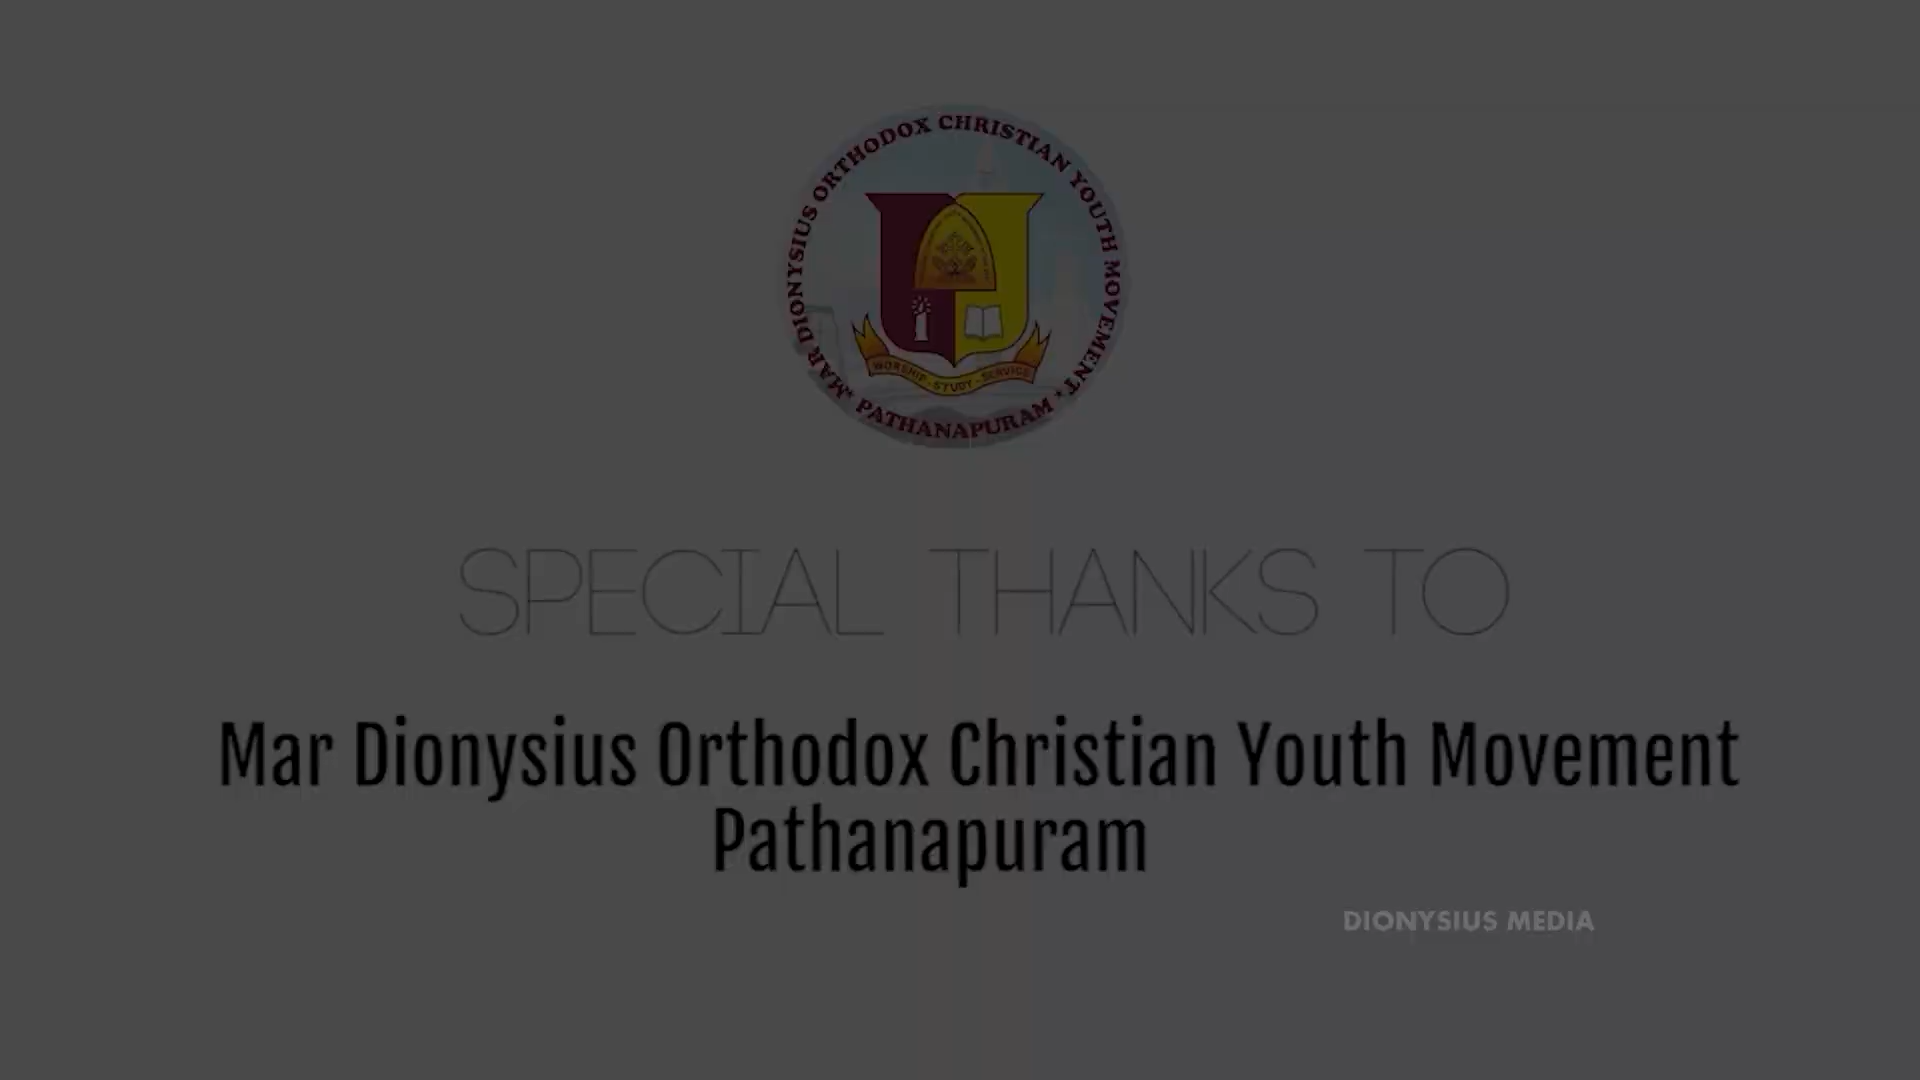 MAR DIONYSIUS ORTHODOX CHRISTIAN YOUTH MOVEMENT
* PATHANAPURAM *
WORSHIP - STUDY - SERVICE
SPECIAL THANKS TO
Mar Dionysius Orthodox Christian Youth Movement
Pathanapuram
DIONYSIUS MEDIA